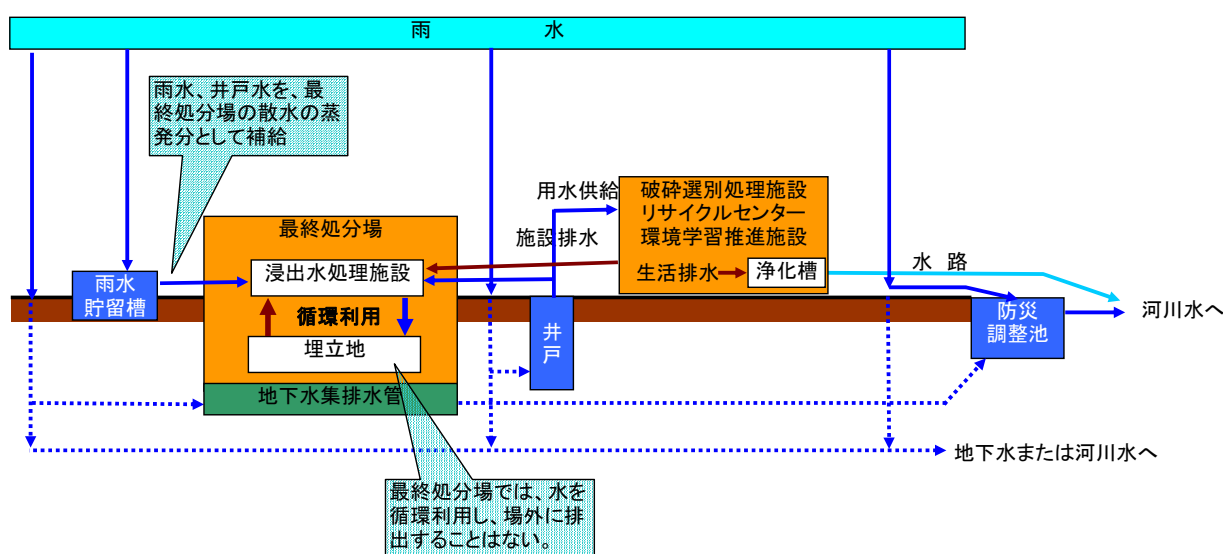 雨 水
雨水、井戸水を、最
終処分場の散水の蒸
発分として補給
用水供給
施設排水
破砕選別処理施設
リサイクルセンター
環境学習推進施設
生活排水
浄化槽
水 路
最終処分場
浸出水処理施設
循環利用
埋立地
地下水集排水管
雨水
貯留槽
井
戸
防災
調整池
河川水へ
地下水または河川水へ
最終処分場では、水を
循環利用し、場外に排
出することはない。